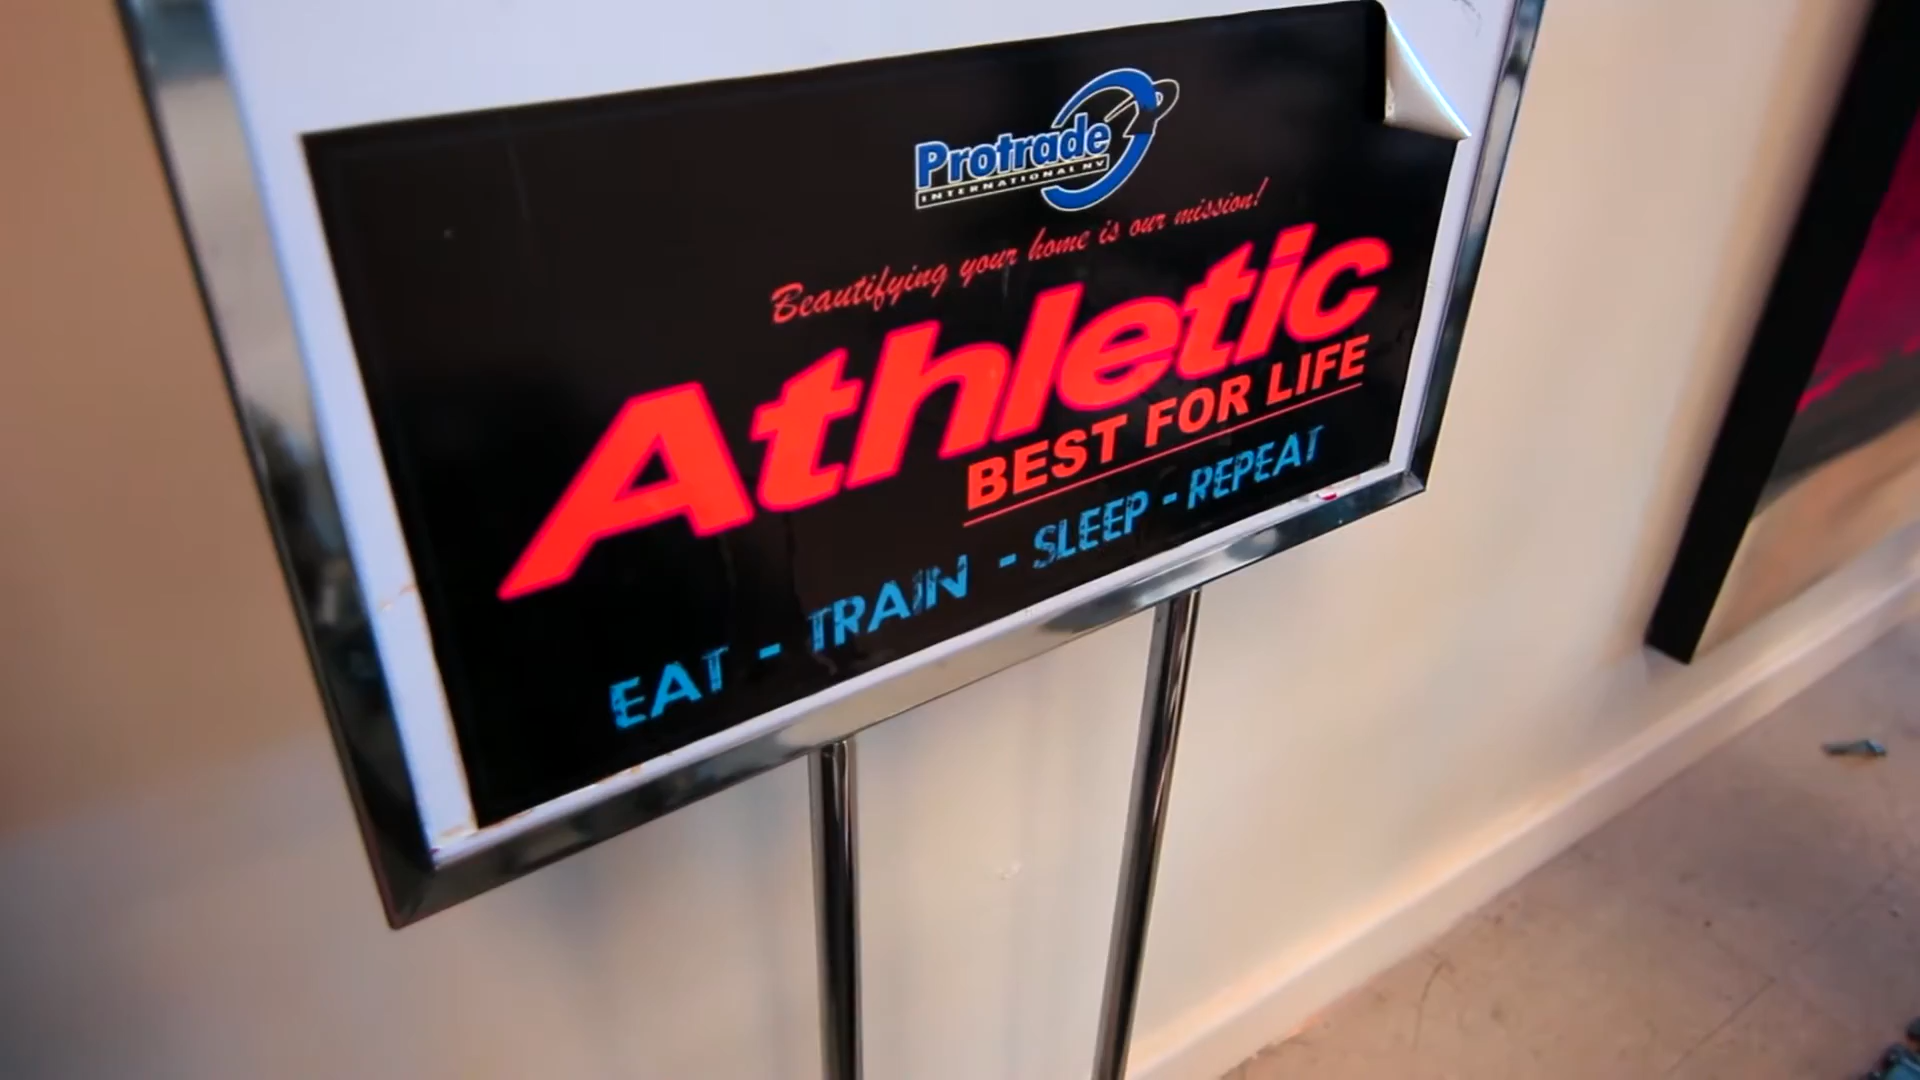 Protrade
INTERNATIONAL NV
Beautifying your home is our mission!
Athletic
BEST FOR LIFE
EAT - TRAIN - SLEEP - REPEAT